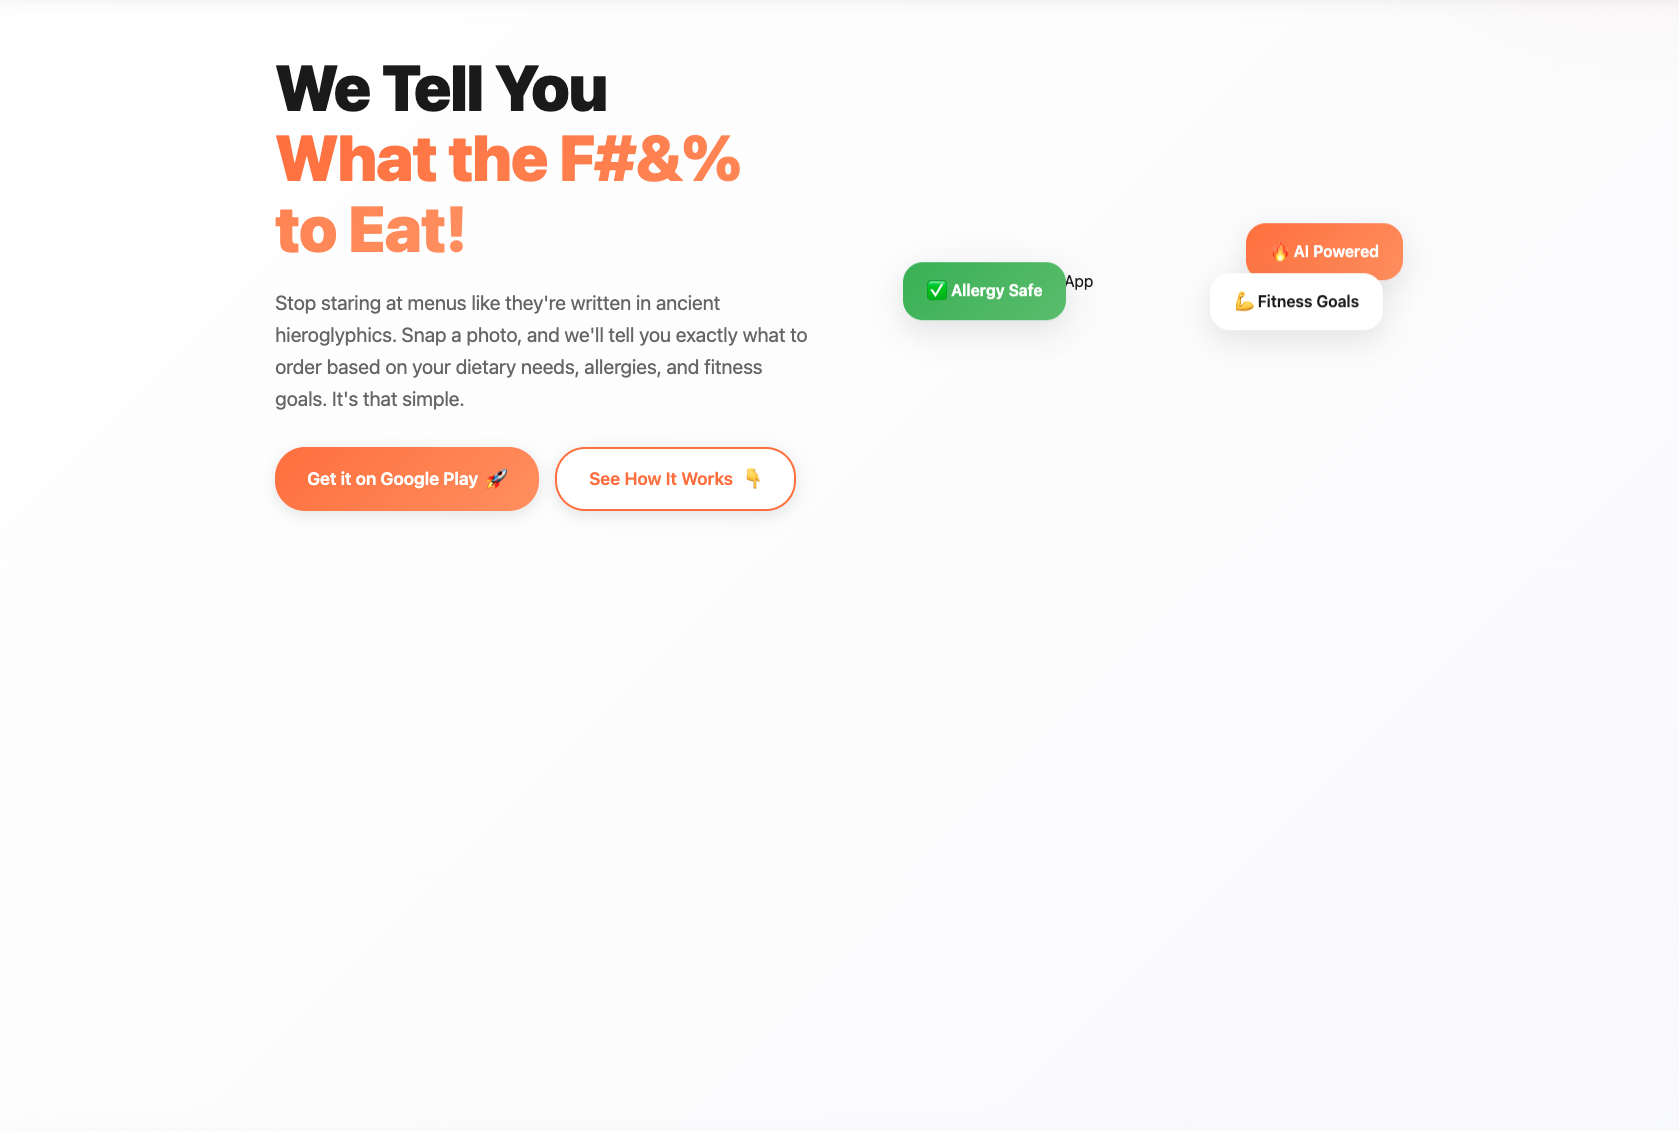 We Tell You
What the F#&%
to Eat!
Stop staring at menus like they're written in ancient
hieroglyphics. Snap a photo, and we'll tell you exactly what to
order based on your dietary needs, allergies, and fitness
goals. It's that simple.
Get it on Google Play 🚀
See How It Works 👇
✅ Allergy Safe
App
🔥 AI Powered
💪 Fitness Goals